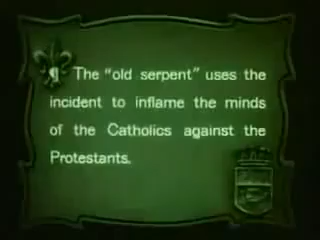 The "old serpent" uses the
incident to inflame the minds
of the Catholics against the
Protestants.